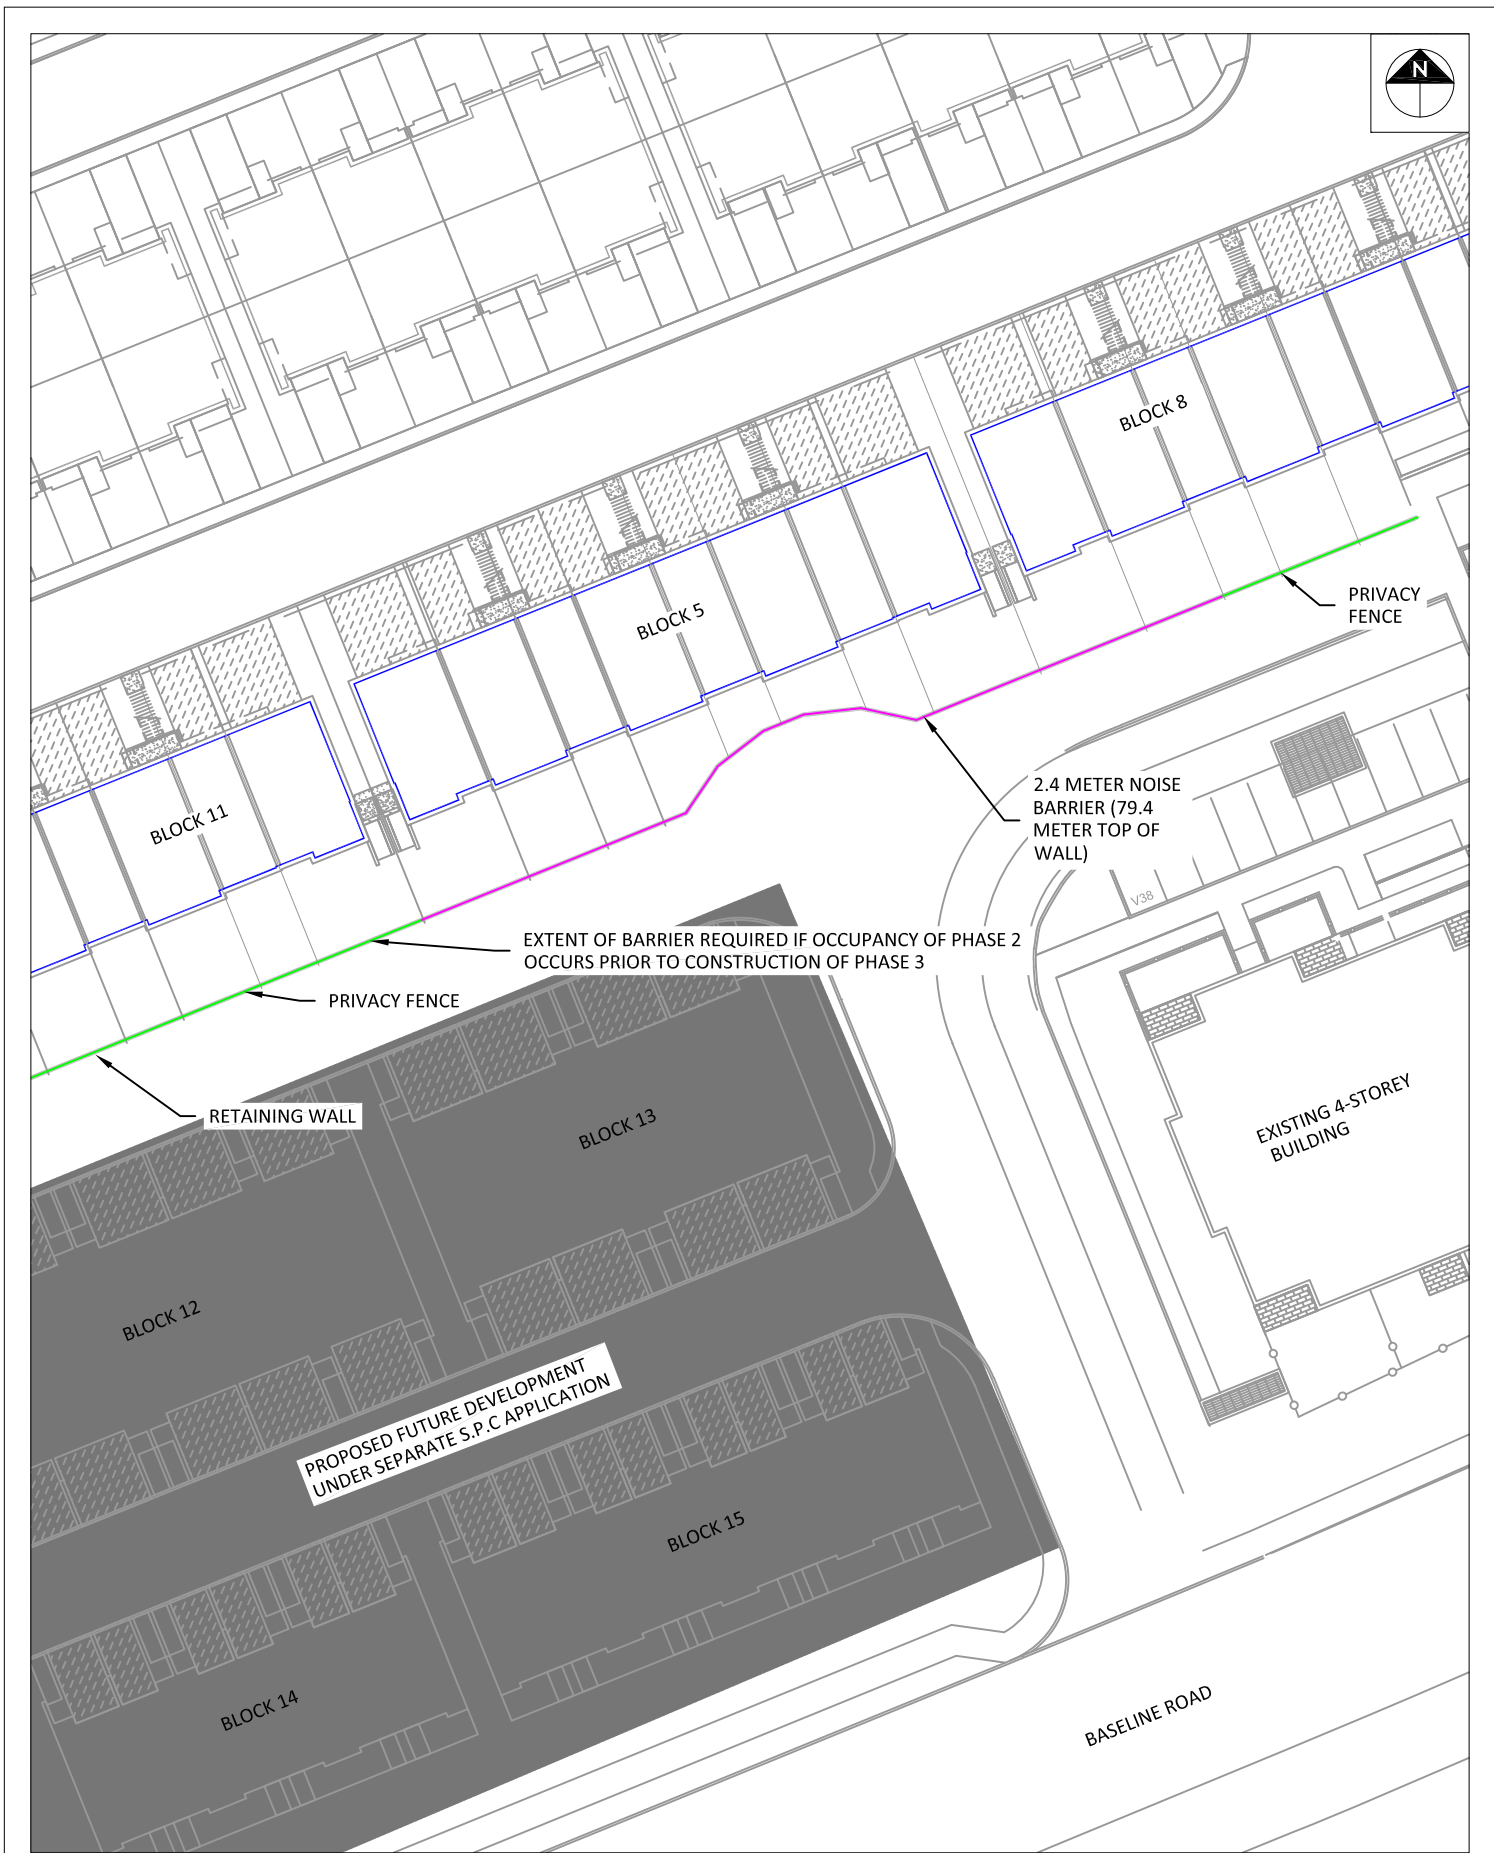 N
BLOCK 8
PRIVACY
FENCE
BLOCK 5
2.4 METER NOISE
BARRIER (79.4
METER TOP OF
WALL)
BLOCK 11
V38
EXTENT OF BARRIER REQUIRED IF OCCUPANCY OF PHASE 2
OCCURS PRIOR TO CONSTRUCTION OF PHASE 3
PRIVACY FENCE
RETAINING WALL
BLOCK 13
EXISTING 4-STOREY
BUILDING
BLOCK 12
PROPOSED FUTURE DEVELOPMENT
UNDER SEPARATE S.P.C APPLICATION
BLOCK 15
BLOCK 14
BASELINE ROAD